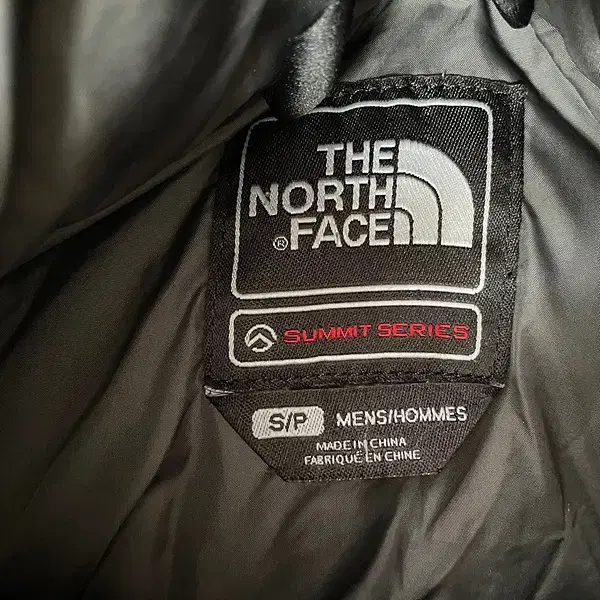 THE
NORTH
® FACE
SUMMIT SERIES
S/P MENS/HOMMES
MADE IN CHINA
FABRIQUÉ EN CHINE